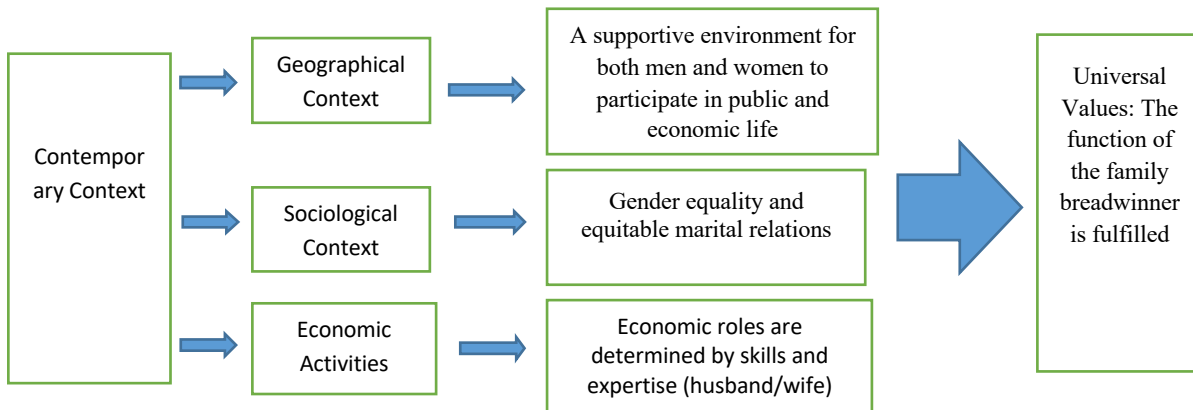 Contempor
ary Context
Geographical
Context
A supportive environment for
both men and women to
participate in public and
economic life
Sociological
Context
Gender equality and
equitable marital relations
Economic
Activities
Economic roles are
determined by skills and
expertise (husband/wife)
Universal
Values: The
function of
the family
breadwinner
is fulfilled